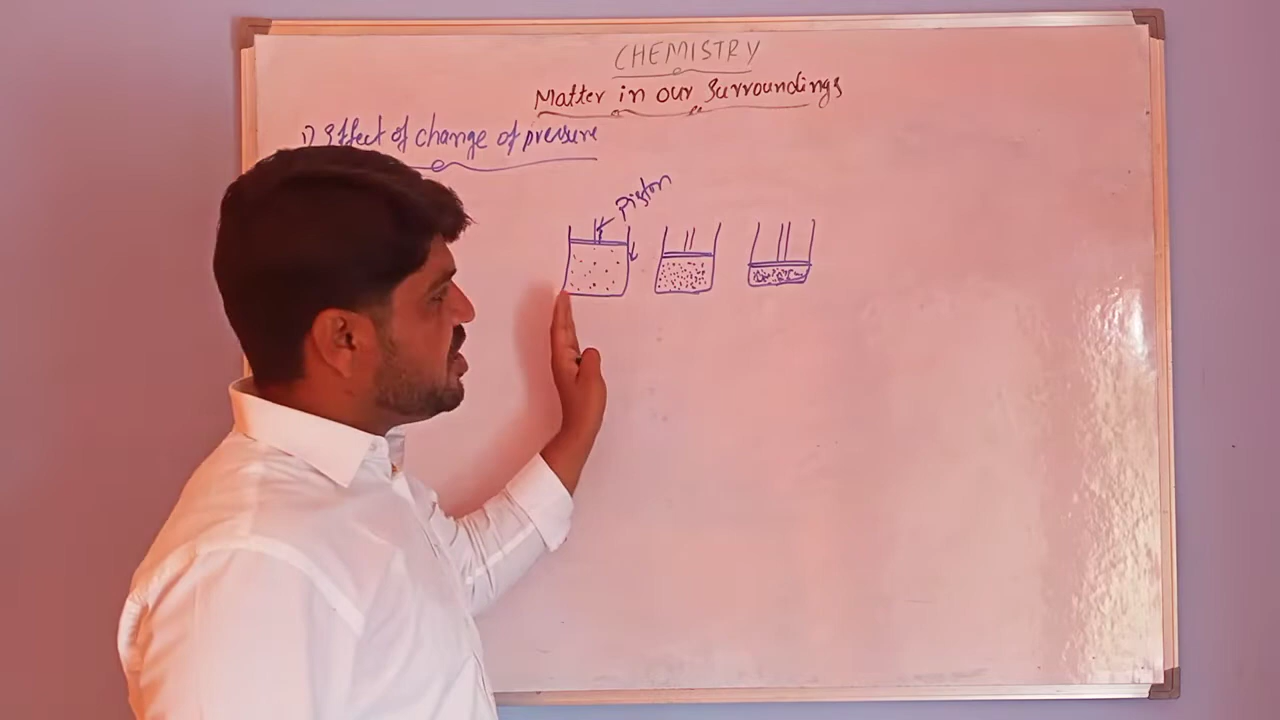 CHEMISTRY
Matter in our Surroundings
1) Effect of change of pressure
Piston